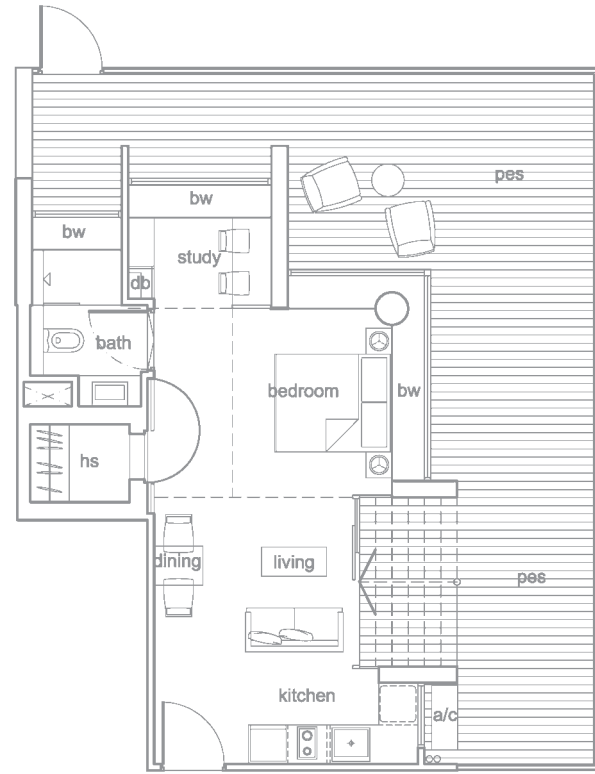 pes
bw
bw
study
db
bath
bedroom
bw
hs
dining
living
pes
kitchen
a/c